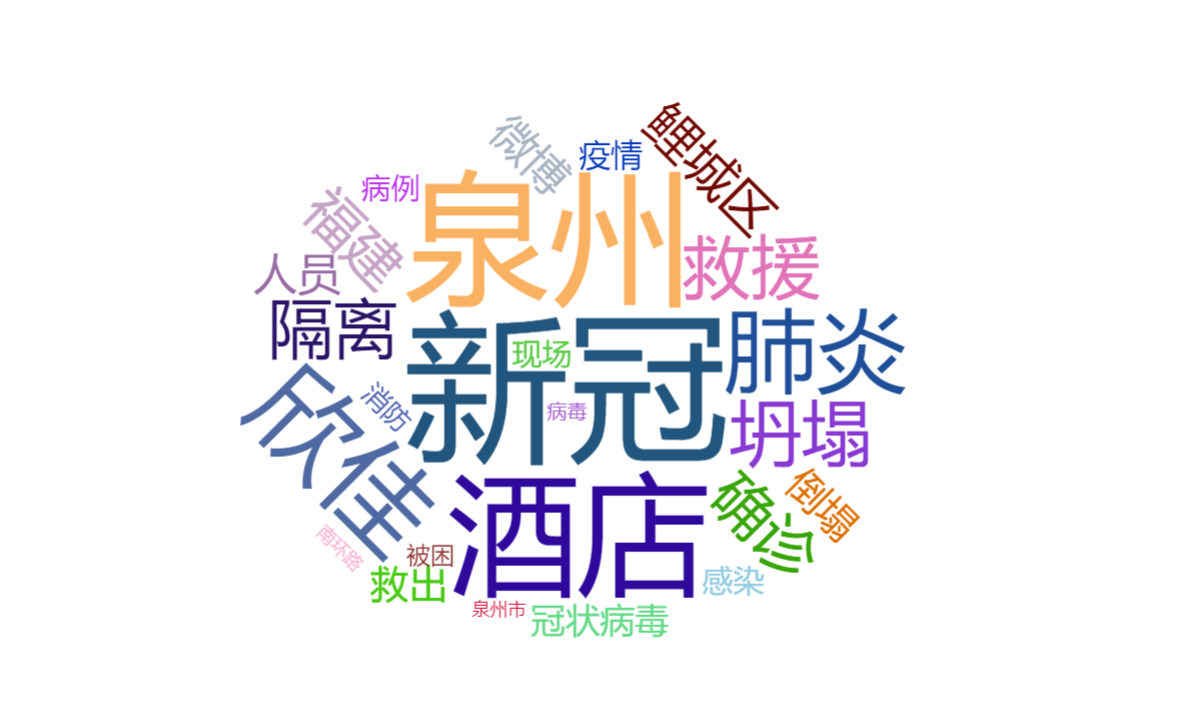 鲤城区
微博
疫情
病例
泉州
福建
救援
人员
隔离
新冠
现场
肺炎
病毒
欣佳
消防
坍塌
酒店
确诊
倒塌
南环路
被困
救出
感染
泉州市
冠状病毒